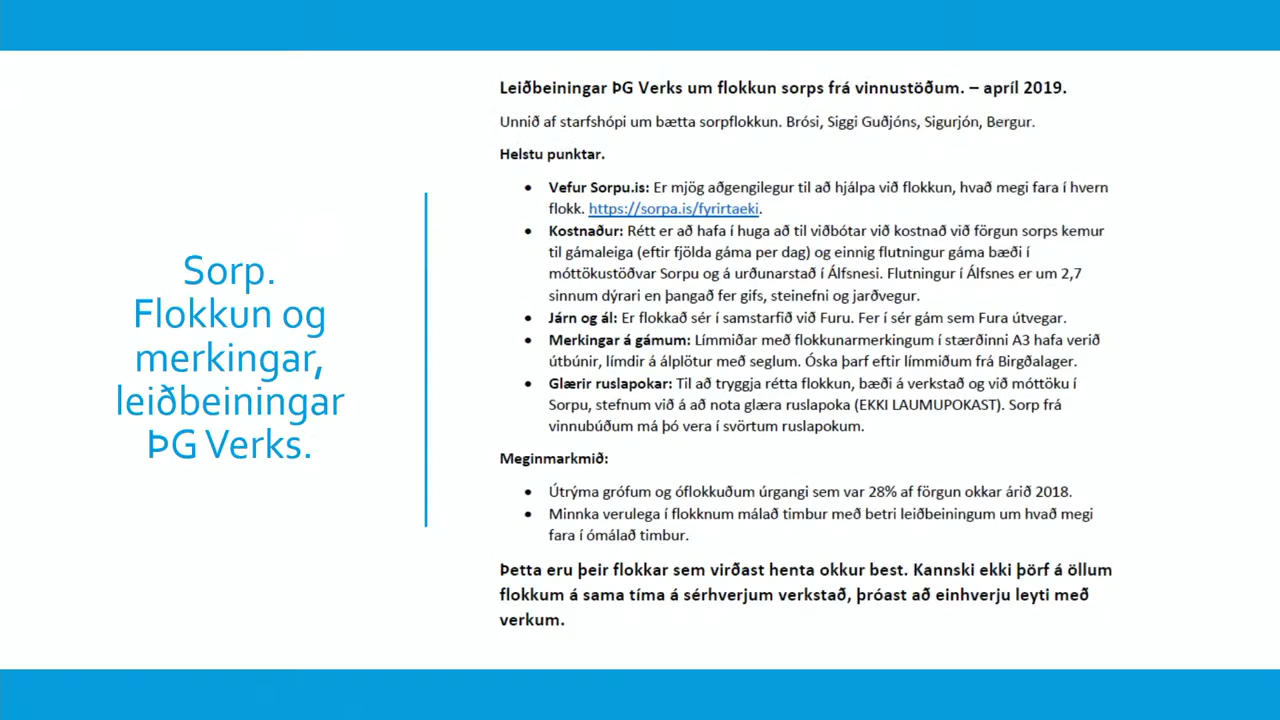 Sorp.
Flokkun og
merkingar,
leiðbeiningar
ÞG Verks.
Leiðbeiningar ÞG Verks um flokkun sorps frá vinnustöðum. – apríl 2019.
Unnið af starfshópi um bætta sorpflokkun. Brósi, Siggi Guðjóns, Sigurjón, Bergur.
Helstu punktar.
• Vefur Sorpu.is: Er mjög aðgengilegur til að hjálpa við flokkun, hvað megi fara í hvern
flokk. https://sorpa.is/fyrirtaeki.
• Kostnaður: Rétt er að hafa í huga að til viðbótar við kostnað við förgun sorps kemur
til gámaleiga (eftir fjölda gáma per dag) og einnig flutningur gáma bæði í
móttökustöðvar Sorpu og á urðunarstað í Álfsnesi. Flutningur í Álfsnes er um 2,7
sinnum dýrari en þangað fer gifs, steinefni og jarðvegur.
• Járn og ál: Er flokkað sér í samstarfið við Furu. Fer í sér gám sem Fura útvegar.
• Merkingar á gámum: Límmiðar með flokkunarmerkingum í stærðinni A3 hafa verið
útbúnir, límdir á álplötur með seglum. Óska þarf eftir límmiðum frá Birgðalager.
• Glærir ruslapokar: Til að tryggja rétta flokkun, bæði á verkstað og við móttöku í
Sorpu, stefnum við á að nota glæra ruslapoka (EKKI LAUMUPOKAST). Sorp frá
vinnubúðum má þó vera í svörtum ruslapokum.
Meginmarkmið:
• Útrýma grófum og óflokkuðum úrgangi sem var 28% af förgun okkar árið 2018.
• Minnka verulega í flokknum málað timbur með betri leiðbeiningum um hvað megi
fara í ómálað timbur.
Þetta eru þeir flokkar sem virðast henta okkur best. Kannski ekki þörf á öllum
flokkum á sama tíma á sérhverjum verkstað, þróast að einhverju leyti með
verkum.